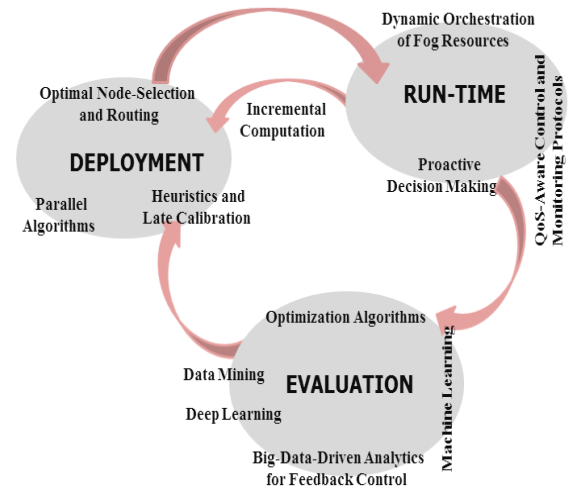 Dynamic Orchestration
of Fog Resources
RUN-TIME
QoS-Aware Control and
Monitoring Protocols
Proactive
Decision Making
Incremental
Computation
Optimal Node-Selection
and Routing
DEPLOYMENT
Parallel
Algorithms
Heuristics and
Late Calibration
Optimization Algorithms
Data Mining
EVALUATION
Machine Learning
Deep Learning
Big-Data-Driven Analytics
for Feedback Control